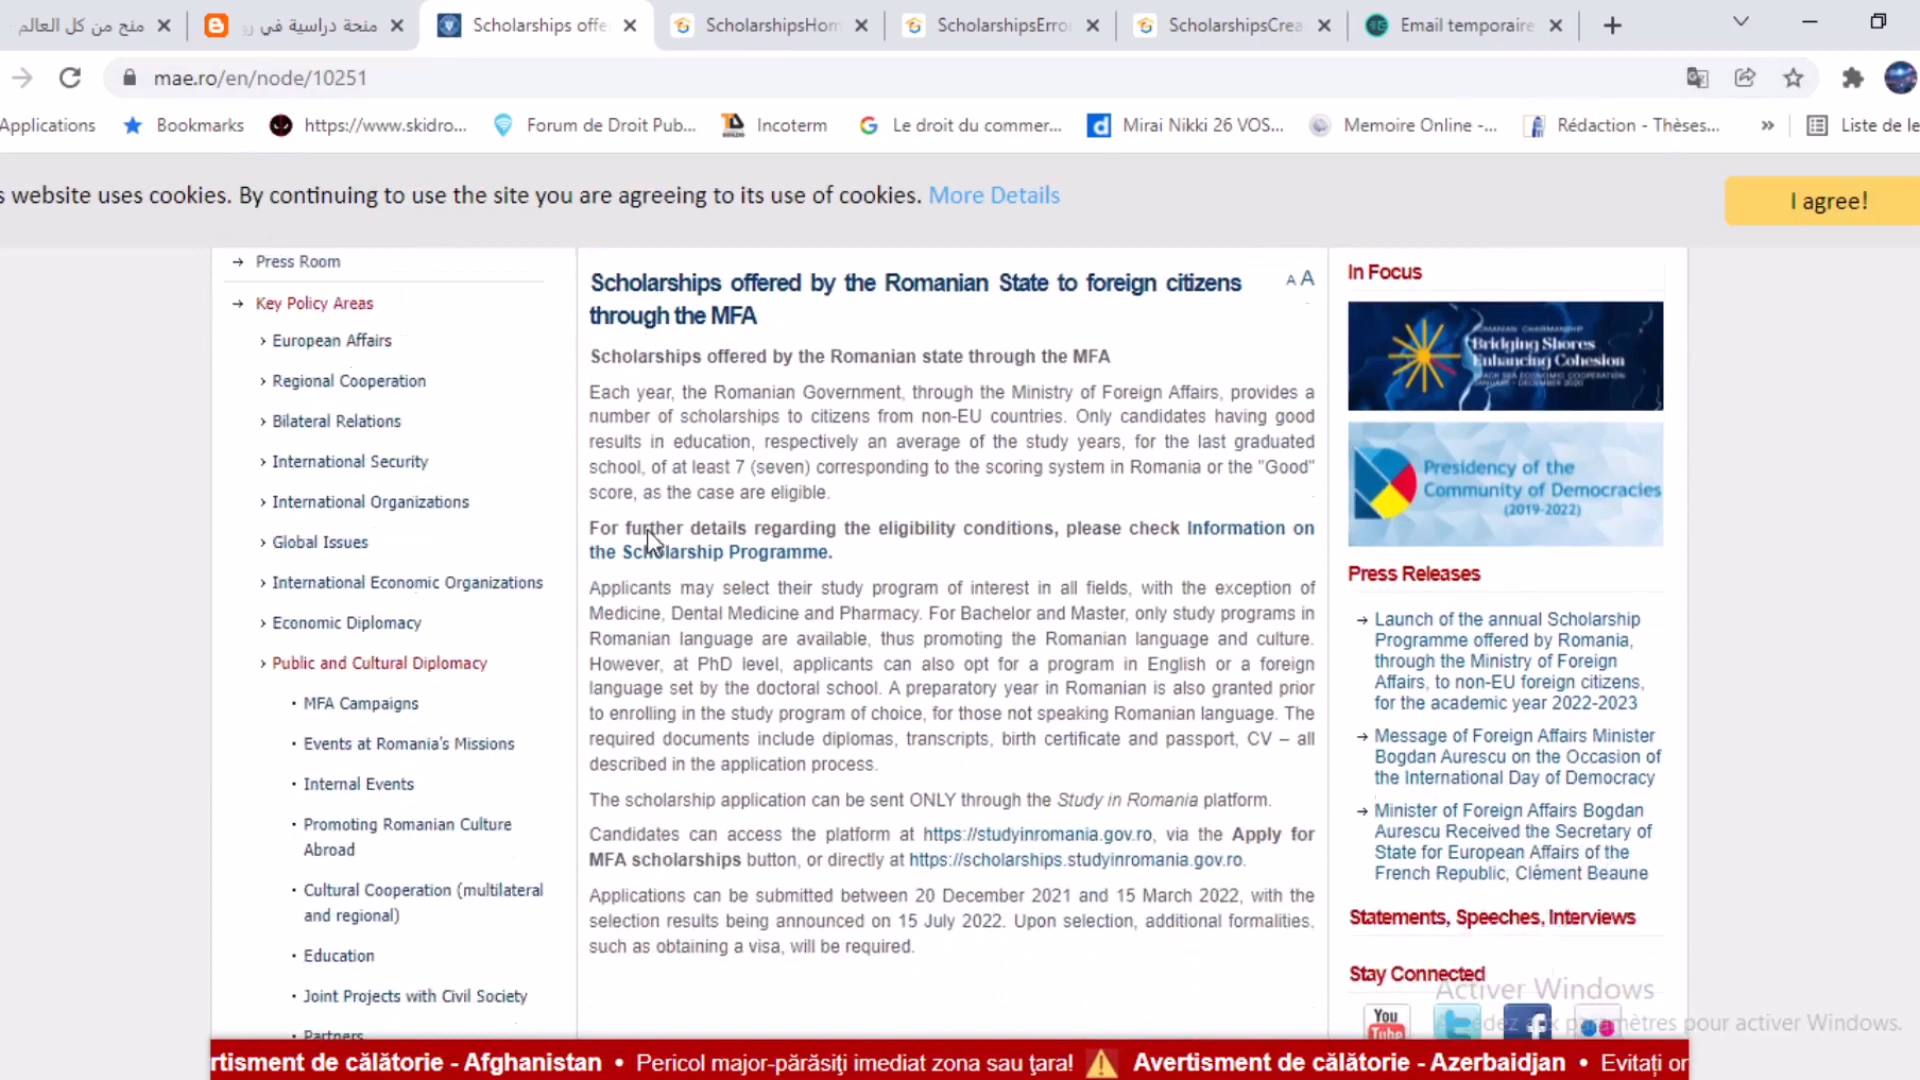 منح من كل العالم
منحة دراسية في رو
Scholarships offe
ScholarshipsHom
ScholarshipsErro
ScholarshipsCrea
Email temporaire
mae.ro/en/node/10251
Applications
Bookmarks
https://www.skidro...
Forum de Droit Pub...
Incoterm
Le droit du commer...
Mirai Nikki 26 VOS...
Memoire Online -...
Rédaction - Thèses...
»
Liste de le
s website uses cookies. By continuing to use the site you are agreeing to its use of cookies. More Details
I agree!
Press Room
Key Policy Areas
European Affairs
Regional Cooperation
Bilateral Relations
International Security
International Organizations
Global Issues
International Economic Organizations
Economic Diplomacy
Public and Cultural Diplomacy
MFA Campaigns
Events at Romania's Missions
Internal Events
Promoting Romanian Culture
Abroad
Cultural Cooperation (multilateral
and regional)
Education
Joint Projects with Civil Society
Partners
Scholarships offered by the Romanian State to foreign citizens
through the MFA
A A
Scholarships offered by the Romanian state through the MFA
Each year, the Romanian Government, through the Ministry of Foreign Affairs, provides a
number of scholarships to citizens from non-EU countries. Only candidates having good
results in education, respectively an average of the study years, for the last graduated
school, of at least 7 (seven) corresponding to the scoring system in Romania or the "Good"
score, as the case are eligible.
For further details regarding the eligibility conditions, please check Information on
the Scholarship Programme.
Applicants may select their study program of interest in all fields, with the exception of
Medicine, Dental Medicine and Pharmacy. For Bachelor and Master, only study programs in
Romanian language are available, thus promoting the Romanian language and culture.
However, at PhD level, applicants can also opt for a program in English or a foreign
language set by the doctoral school. A preparatory year in Romanian is also granted prior
to enrolling in the study program of choice, for those not speaking Romanian language. The
required documents include diplomas, transcripts, birth certificate and passport, CV – all
described in the application process.
The scholarship application can be sent ONLY through the Study in Romania platform.
Candidates can access the platform at https://studyinromania.gov.ro, via the Apply for
MFA scholarships button, or directly at https://scholarships.studyinromania.gov.ro.
Applications can be submitted between 20 December 2021 and 15 March 2022, with the
selection results being announced on 15 July 2022. Upon selection, additional formalities,
such as obtaining a visa, will be required.
In Focus
ROMANIAN CHAIRMANSHIP
Bridging Shores
Enhancing Cohesion
Presidency of the
Community of Democracies
(2019-2022)
Press Releases
Launch of the annual Scholarship
Programme offered by Romania,
through the Ministry of Foreign
Affairs, to non-EU foreign citizens,
for the academic year 2022-2023
Message of Foreign Affairs Minister
Bogdan Aurescu on the Occasion of
the International Day of Democracy
Minister of Foreign Affairs Bogdan
Aurescu Received the Secretary of
State for European Affairs of the
French Republic, Clément Beaune
Statements, Speeches, Interviews
Stay Connected
You
Tube
Activer Windows
paramètres pour activer Windows.
rtisment de călătorie - Afghanistan • Pericol major-părăsiţi imediat zona sau ţara! Avertisment de călătorie - Azerbaidjan • Evitați or